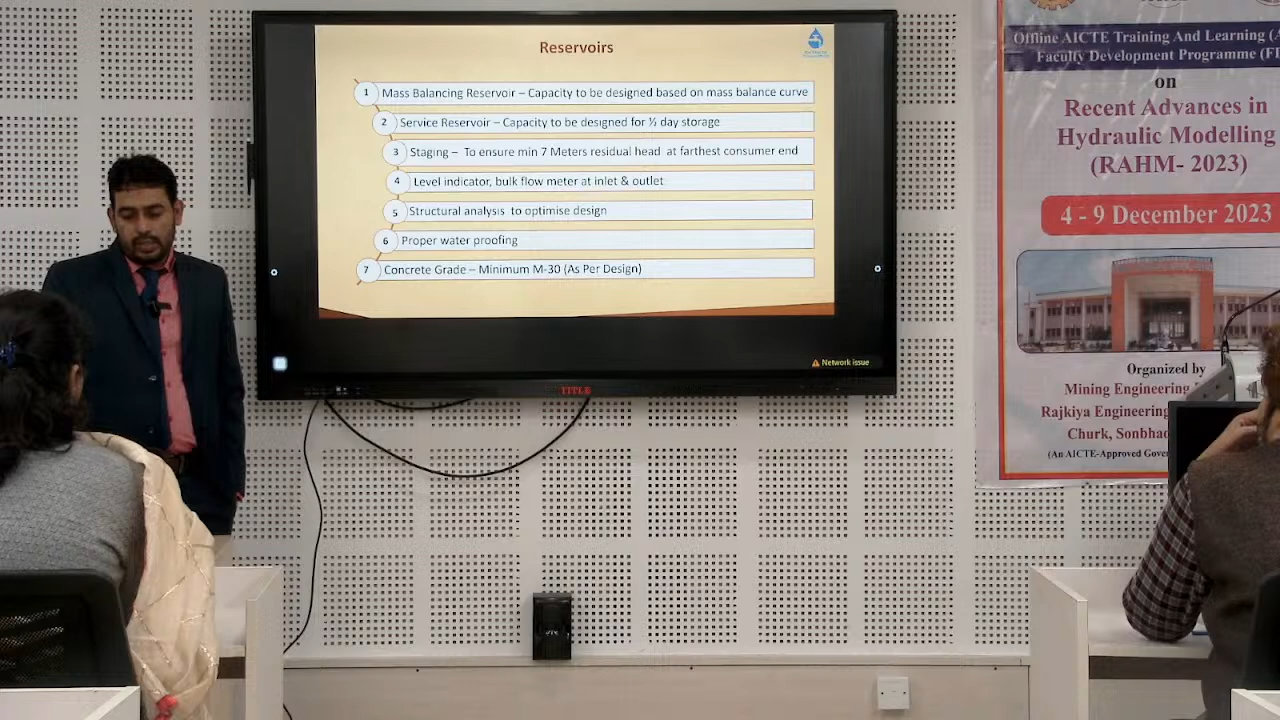 Reservoirs
1 Mass Balancing Reservoir – Capacity to be designed based on mass balance curve
2 Service Reservoir – Capacity to be designed for ½ day storage
3 Staging – To ensure min 7 Meters residual head at farthest consumer end
4 Level indicator, bulk flow meter at inlet & outlet
5 Structural analysis to optimise design
6 Proper water proofing
7 Concrete Grade – Minimum M-30 (As Per Design)
Network issue
TITLE
Offline AICTE Training And Learning (A
Faculty Development Programme (F
on
Recent Advances in
Hydraulic Modelling
(RAHM- 2023)
4 - 9 December 2023
Organized by
Mining Engineering
Rajkiya Engineering
Churk, Sonbha
(An AICTE-Approved Gove